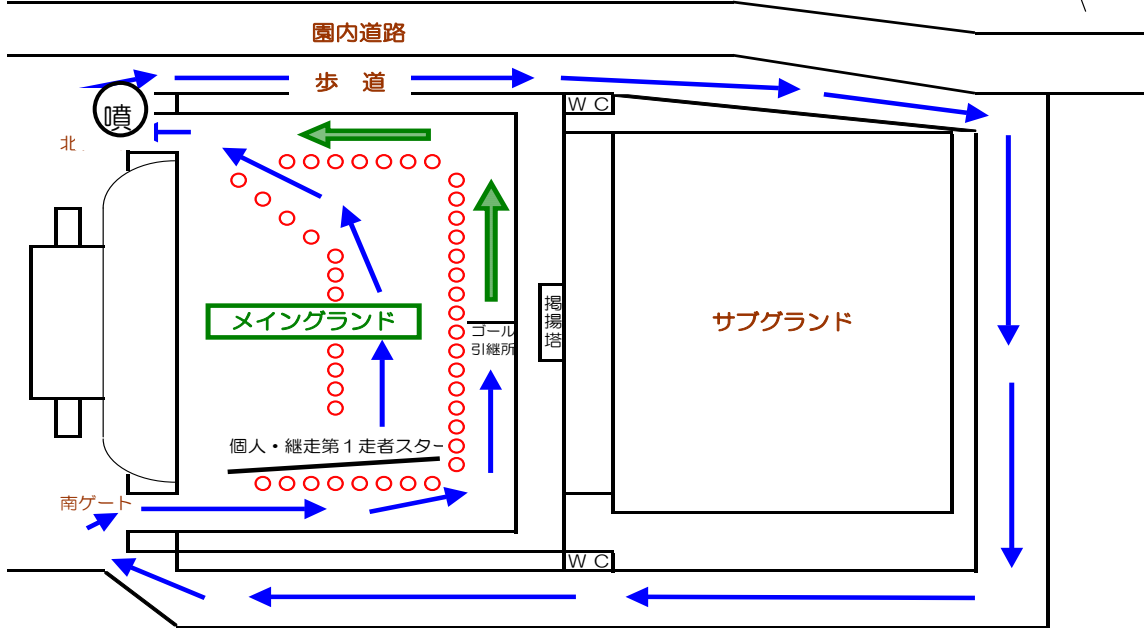 園内道路
歩　道
ＷＣ
噴
北
メイングランド
ゴール
引継所
掲揚塔
サブグランド
個人・継走第１走者スター
南ゲート
ＷＣ